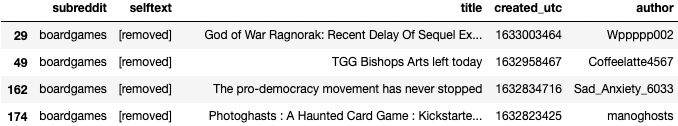 subreddit selftext title created_utc author
29 boardgames [removed] God of War Ragnorak: Recent Delay Of Sequel Ex... 1633003464 Wppppp002
49 boardgames [removed] TGG Bishops Arts left today 1632958467 Coffeelatte4567
162 boardgames [removed] The pro-democracy movement has never stopped 1632834716 Sad_Anxiety_6033
174 boardgames [removed] Photoghasts : A Haunted Card Game : Kickstarte... 1632823425 manoghosts